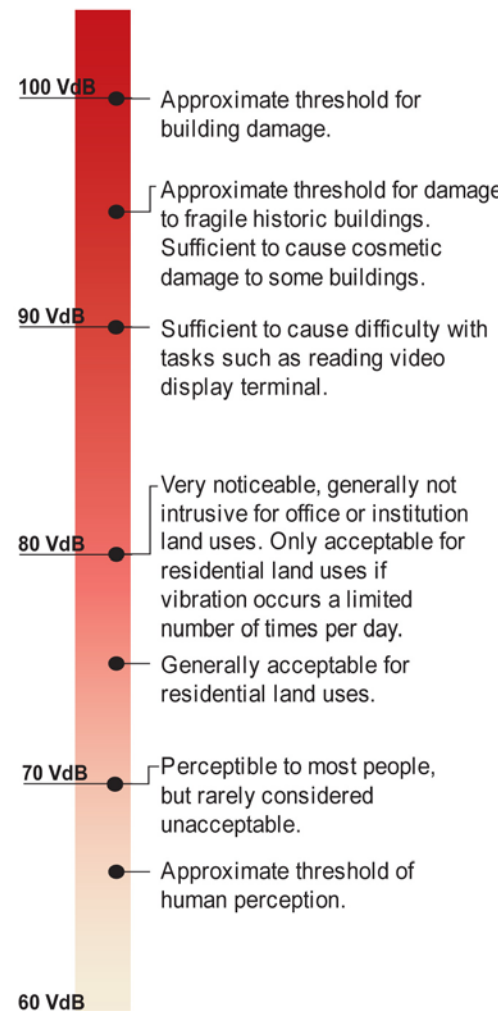 100 VdB
Approximate threshold for
building damage.
Approximate threshold for damage
to fragile historic buildings.
Sufficient to cause cosmetic
damage to some buildings.
90 VdB
Sufficient to cause difficulty with
tasks such as reading video
display terminal.
Very noticeable, generally not
intrusive for office or institution
land uses. Only acceptable for
80 VdB
residential land uses if
vibration occurs a limited
number of times per day.
Generally acceptable for
residential land uses.
70 VdB
Perceptible to most people,
but rarely considered
unacceptable.
Approximate threshold of
human perception.
60 VdB